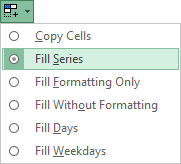 Copy Cells
Fill Series
Fill Formatting Only
Fill Without Formatting
Fill Days
Fill Weekdays